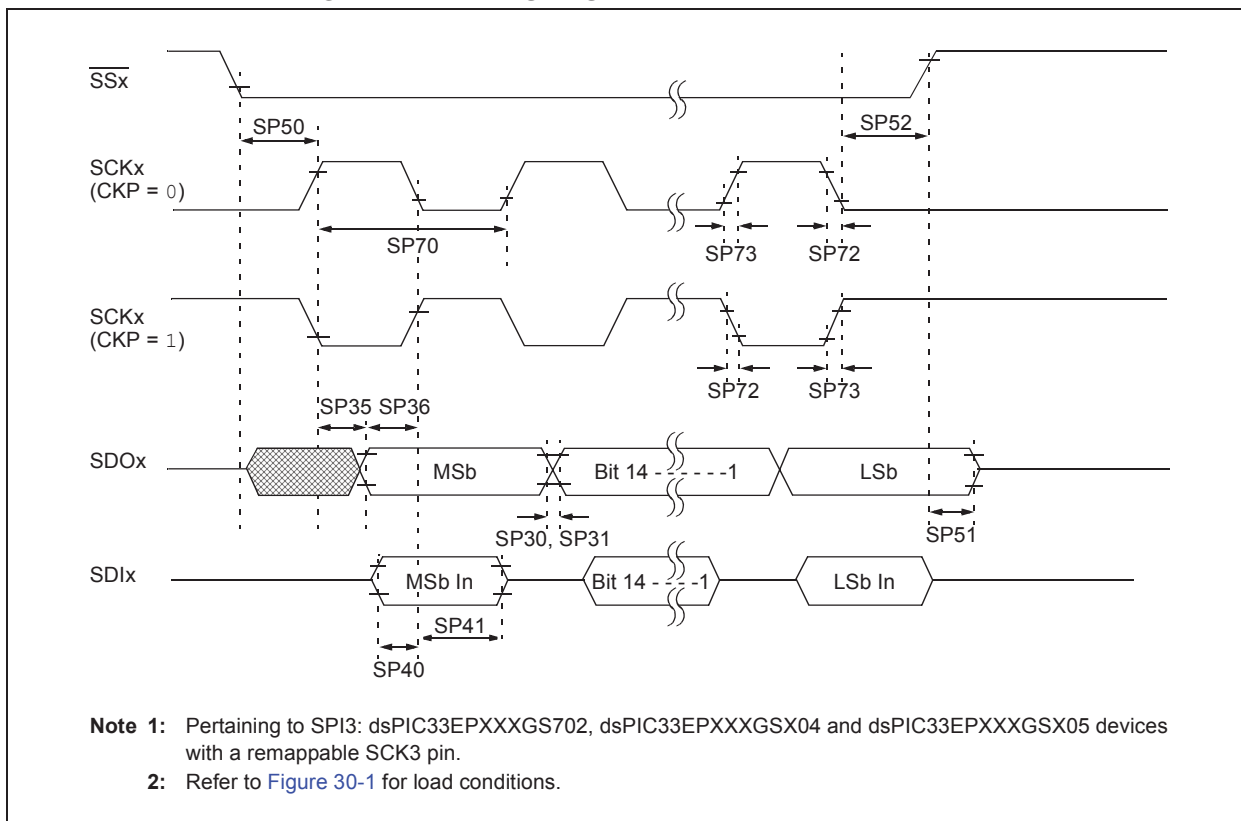 SSx
SP50
SP52
SCKx
(CKP = 0)
SP70
SP73
SP72
SCKx
(CKP = 1)
SP72
SP73
SP35 SP36
SDOx
MSb
Bit 14 - - - - - -1
LSb
SP30, SP31
SP51
SDIx
MSb In
Bit 14 - - - -1
LSb In
SP41
SP40
Note 1: Pertaining to SPI3: dsPIC33EPXXXGS702, dsPIC33EPXXXGSX04 and dsPIC33EPXXXGSX05 devices
with a remappable SCK3 pin.
2: Refer to Figure 30-1 for load conditions.